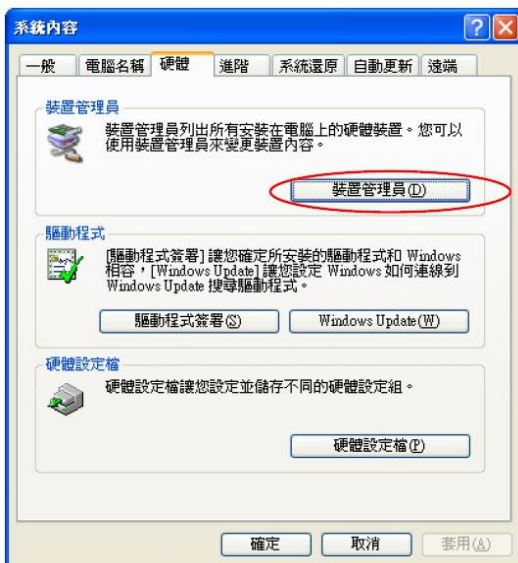 系統內容
一般 電腦名稱 硬體 進階 系統還原 自動更新 遠端
裝置管理員
裝置管理員列出所有安裝在電腦上的硬體裝置。您可以
使用裝置管理員來變更裝置內容。
裝置管理員(D)
驅動程式
[驅動程式簽署] 讓您確定所安裝的驅動程式和 Windows
相容，[Windows Update] 讓您設定 Windows 如何連線到
Windows Update 搜尋驅動程式。
驅動程式簽署(S) Windows Update(W)
硬體設定檔
硬體設定檔讓您設定並儲存不同的硬體設定組。
硬體設定檔(P)
確定 取消 套用(A)